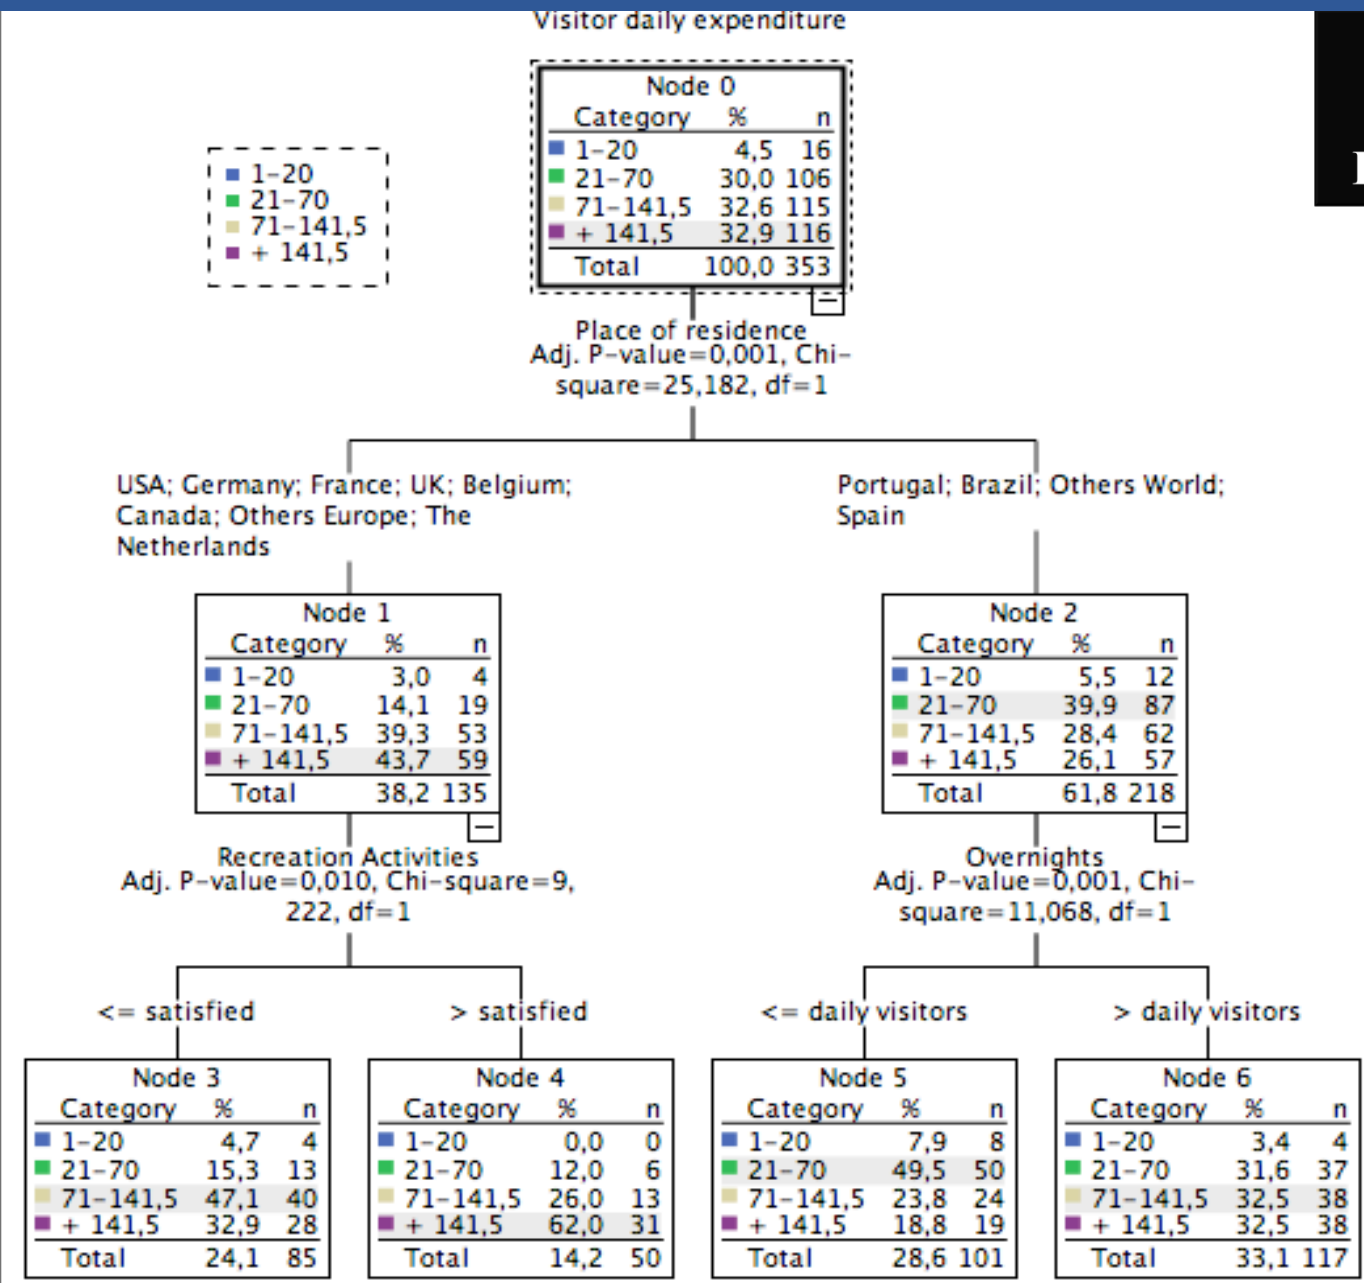 Visitor daily expenditure
Node 0
Category % n
1-20 4,5 16
21-70 30,0 106
71-141,5 32,6 115
+ 141,5 32,9 116
Total 100,0 353
1-20
21-70
71-141,5
+ 141,5
Place of residence
Adj. P-value=0,001, Chi-
square=25,182, df=1
USA; Germany; France; UK; Belgium;
Canada; Others Europe; The
Netherlands
Portugal; Brazil; Others World;
Spain
Node 1
Category % n
1-20 3,0 4
21-70 14,1 19
71-141,5 39,3 53
+ 141,5 43,7 59
Total 38,2 135
Node 2
Category % n
1-20 5,5 12
21-70 39,9 87
71-141,5 28,4 62
+ 141,5 26,1 57
Total 61,8 218
Recreation Activities
Adj. P-value=0,010, Chi-square=9,
222, df=1
Overnights
Adj. P-value=0,001, Chi-
square=11,068, df=1
<= satisfied
> satisfied
<= daily visitors
> daily visitors
Node 3
Category % n
1-20 4,7 4
21-70 15,3 13
71-141,5 47,1 40
+ 141,5 32,9 28
Total 24,1 85
Node 4
Category % n
1-20 0,0 0
21-70 12,0 6
71-141,5 26,0 13
+ 141,5 62,0 31
Total 14,2 50
Node 5
Category % n
1-20 7,9 8
21-70 49,5 50
71-141,5 23,8 24
+ 141,5 18,8 19
Total 28,6 101
Node 6
Category % n
1-20 3,4 4
21-70 31,6 37
71-141,5 32,5 38
+ 141,5 32,5 38
Total 33,1 117